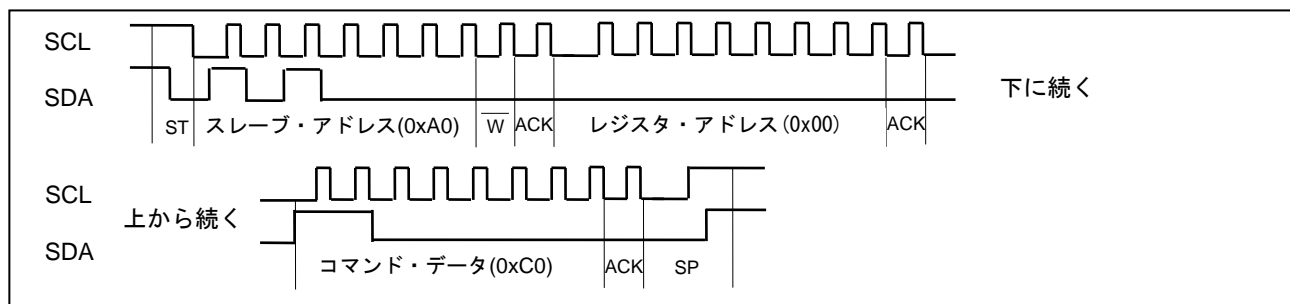 SCL
SDA
ST スレーブ・アドレス(0xA0) W ACK レジスタ・アドレス(0x00) ACK
下に続く
SCL
上から続く
SDA
コマンド・データ(0xC0) ACK SP